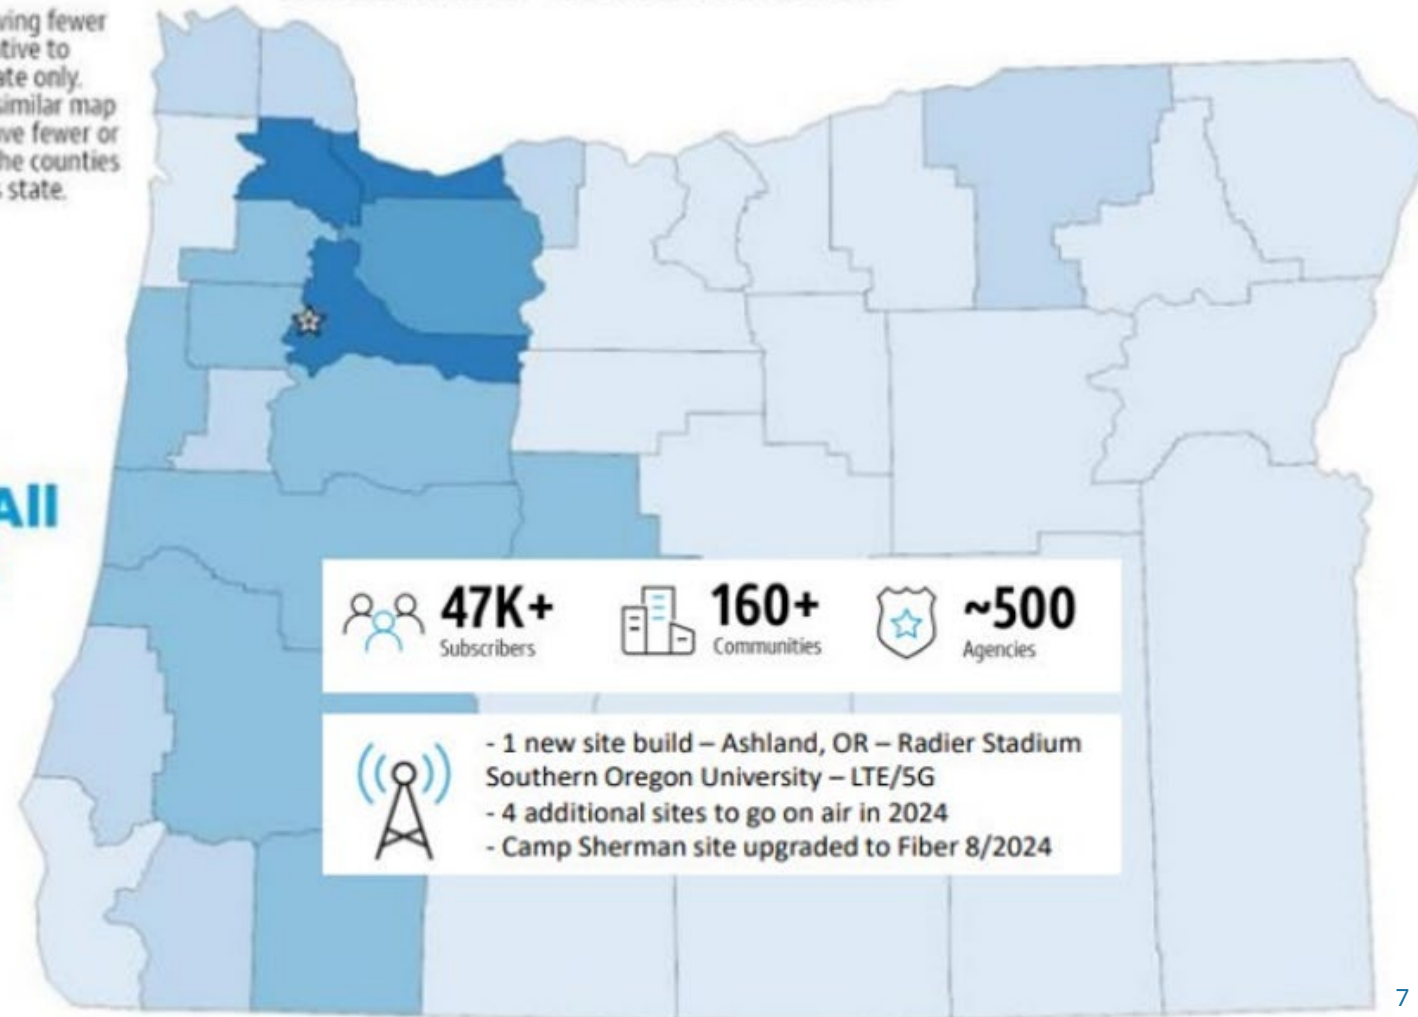 fewer
tive to
ate only.
similar map
ve fewer or
he counties
state.
All
47K+
Subscribers
160+
Communities
~500
Agencies
- 1 new site build – Ashland, OR – Radier Stadium
Southern Oregon University – LTE/5G
- 4 additional sites to go on air in 2024
- Camp Sherman site upgraded to Fiber 8/2024
7